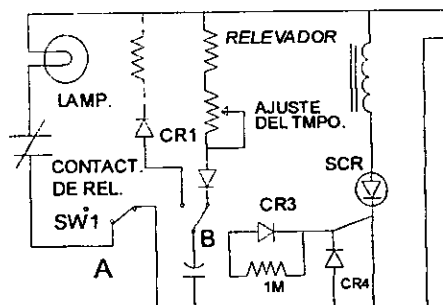 RELEVADOR
LAMP.
CR1
AJUSTE
DEL TMPO.
CONTACT.
DE REL.
SCR
SW1
B
CR3
A
1M
CR4